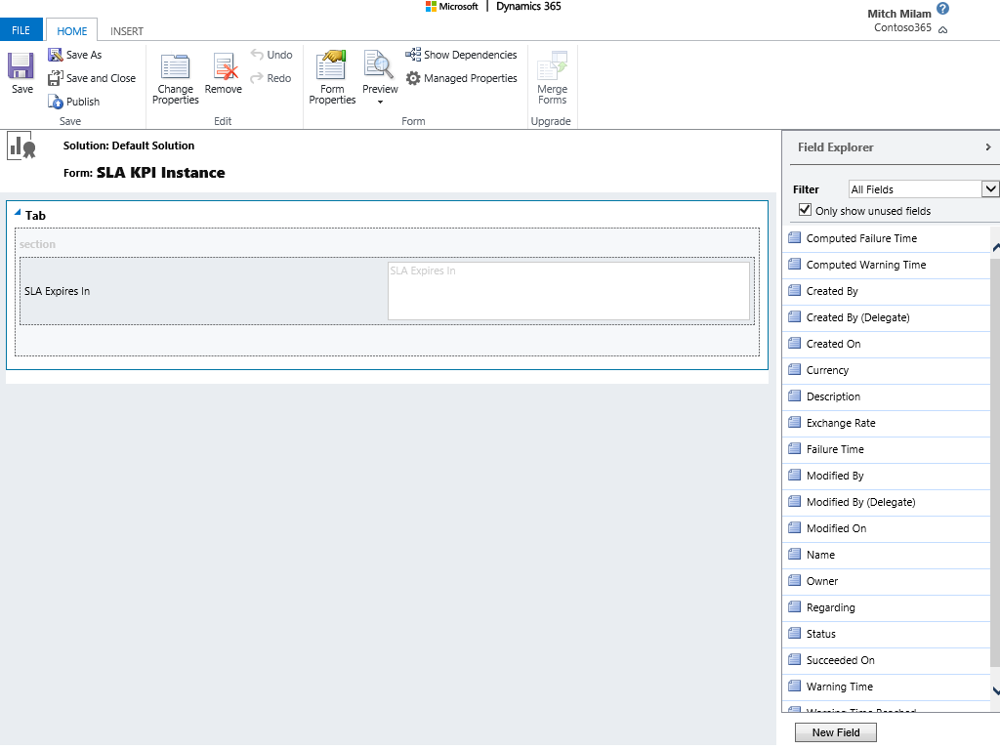 Microsoft | Dynamics 365
Mitch Milam
Contoso365
FILE HOME INSERT
Save
Save As
Save and Close
Publish
Save
Change Properties
Remove
Undo
Redo
Edit
Form Properties
Preview
Show Dependencies
Managed Properties
Form
Merge Forms
Upgrade
Solution: Default Solution
Form: SLA KPI Instance
Tab
section
SLA Expires In
SLA Expires In
Field Explorer
Filter All Fields
Only show unused fields
Computed Failure Time
Computed Warning Time
Created By
Created By (Delegate)
Created On
Currency
Description
Exchange Rate
Failure Time
Modified By
Modified By (Delegate)
Modified On
Name
Owner
Regarding
Status
Succeeded On
Warning Time
Warning Time Reached
New Field